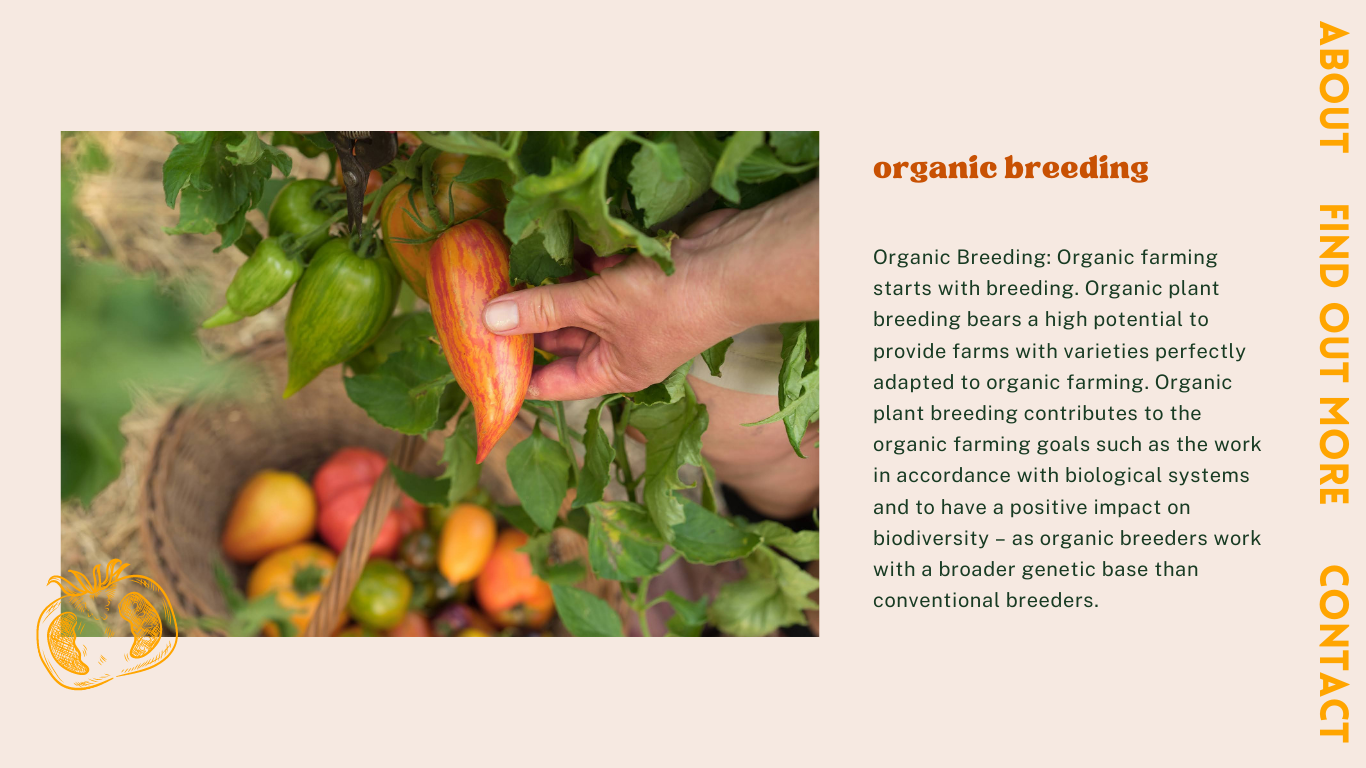 organic breeding
Organic Breeding: Organic farming
starts with breeding. Organic plant
breeding bears a high potential to
provide farms with varieties perfectly
adapted to organic farming. Organic
plant breeding contributes to the
organic farming goals such as the work
in accordance with biological systems
and to have a positive impact on
biodiversity – as organic breeders work
with a broader genetic base than
conventional breeders.
ABOUT
FIND OUT MORE
CONTACT